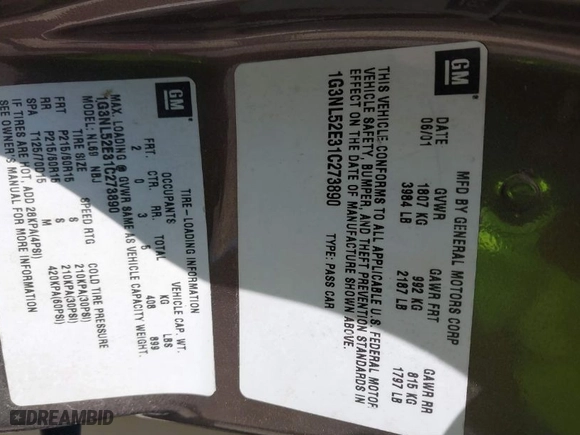 GM
MFD BY GENERAL MOTORS CORP
DATE GVWR GAWR FRT GAWR RR
06/01 1807 KG 992 KG 815 KG
3984 LB 2187 LB 1797 LB
THIS VEHICLE CONFORMS TO ALL APPLICABLE U.S. FEDERAL MOTOR
VEHICLE SAFETY, BUMPER, AND THEFT PREVENTION STANDARDS IN
EFFECT ON THE DATE OF MANUFACTURE SHOWN ABOVE.
1G3NL52E31C273890 TYPE: PASS CAR
GM
TIRE-LOADING INFORMATION
OCCUPANTS VEHICLE CAP. WT.
FRT. CTR. RR. TOTAL KG LBS
2 0 3 5 408 899
MAX. LOADING @ GVWR SAME AS VEHICLE CAPACITY WEIGHT.
1G3NL52E31C273890
MODEL: NL69 NBJ
TIRE SIZE SPEED RTG COLD TIRE PRESSURE
FRT P215/60R15 S 210KPA(30PSI)
RR P215/60R15 S 210KPA(30PSI)
SPA T125/70D15 M 420KPA(60PSI)
IF TIRES ARE HOT, ADD 28KPA(4PSI)
SEE OWNER'S MANUAL FOR MORE INFORMATION
DREAMBID